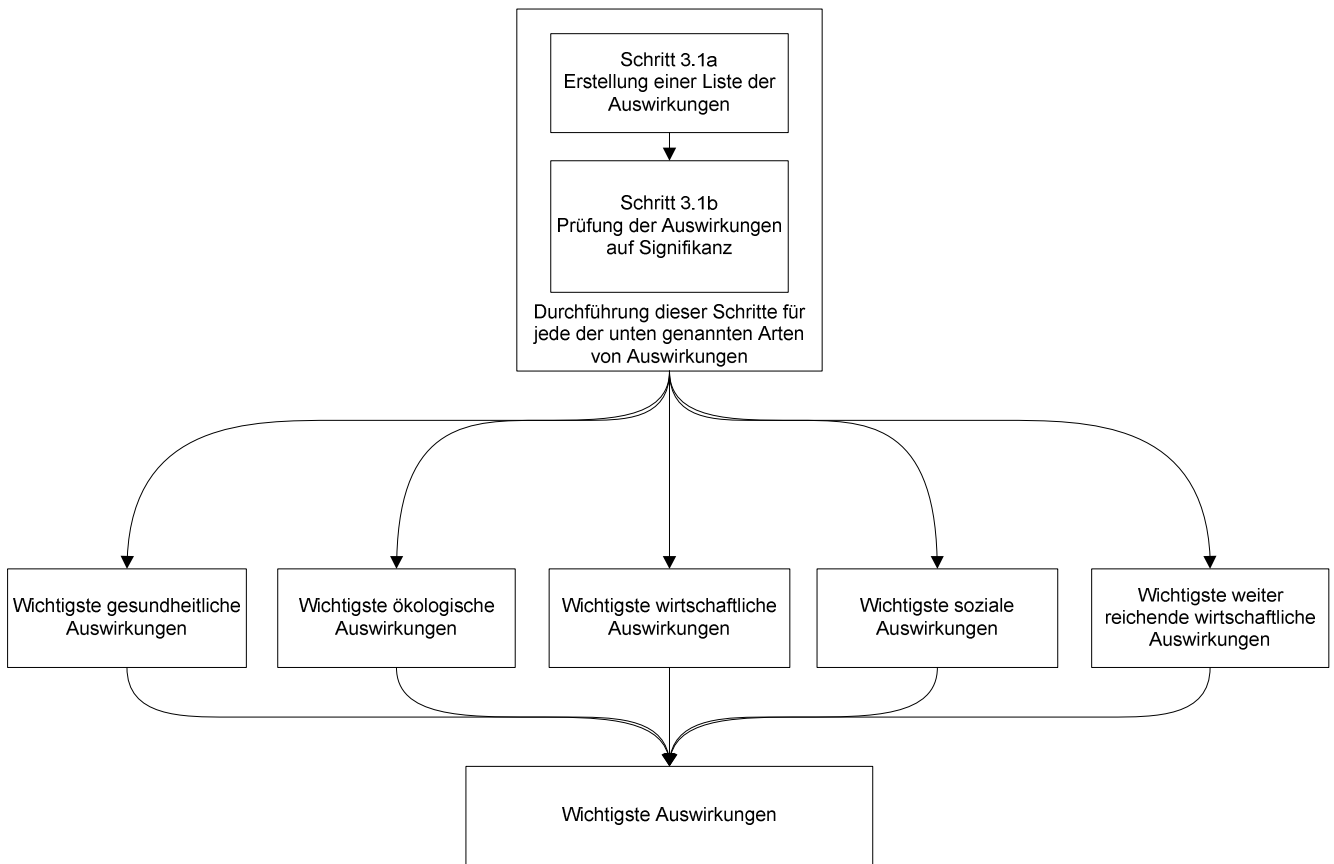 Schritt 3.1a
Erstellung einer Liste der
Auswirkungen
Schritt 3.1b
Prüfung der Auswirkungen
auf Signifikanz
Durchführung dieser Schritte für
jede der unten genannten Arten
von Auswirkungen
Wichtigste gesundheitliche
Auswirkungen
Wichtigste ökologische
Auswirkungen
Wichtigste wirtschaftliche
Auswirkungen
Wichtigste soziale
Auswirkungen
Wichtigste weiter
reichende wirtschaftliche
Auswirkungen
Wichtigste Auswirkungen